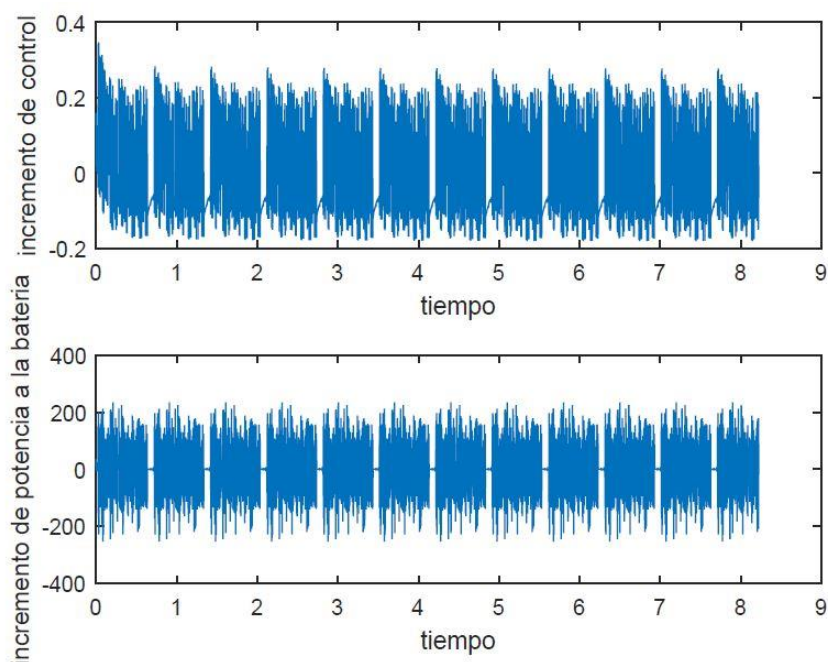 incremento de control
0.4
0.2
0
-0.2
0 1 2 3 4 5 6 7 8 9
tiempo
incremento de potencia a la bateria
400
200
0
-200
-400
0 1 2 3 4 5 6 7 8 9
tiempo